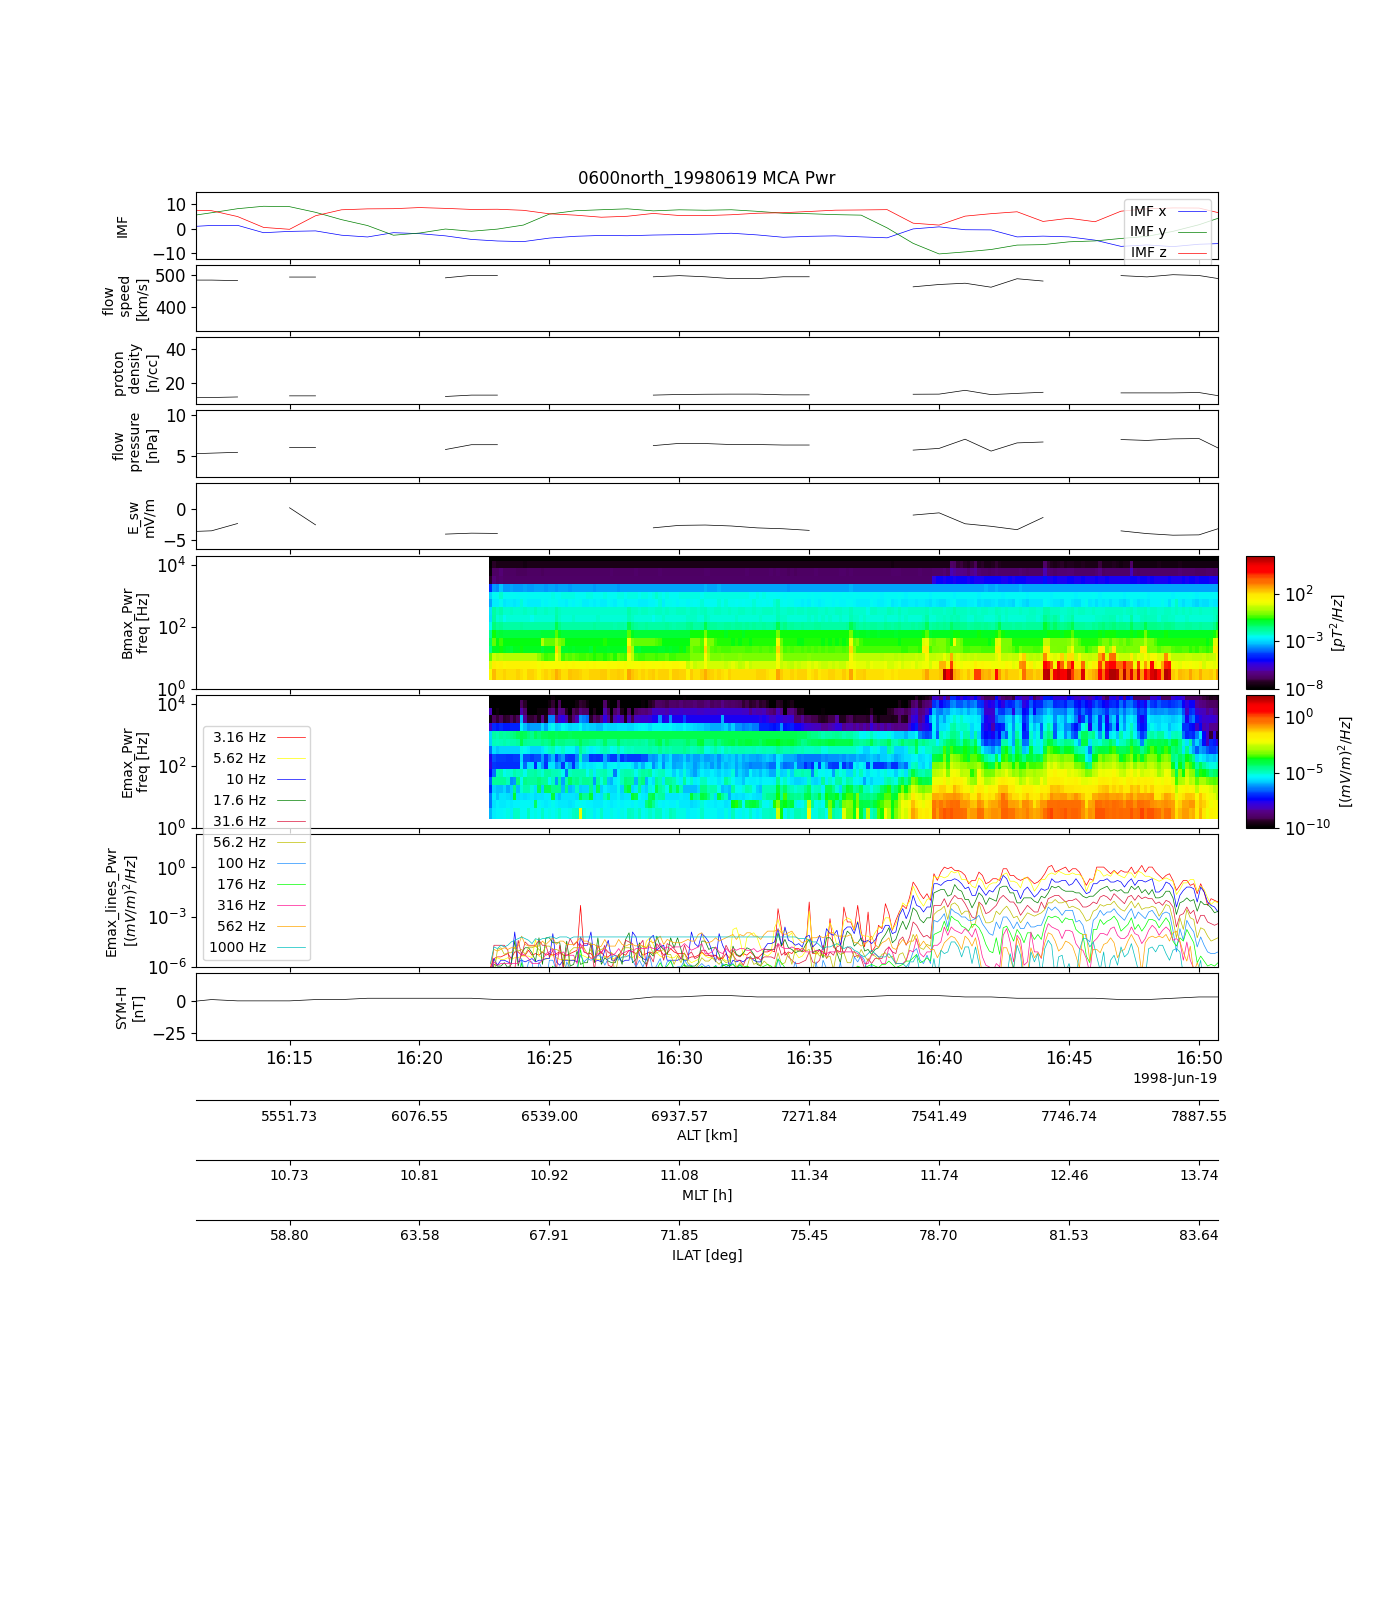 0600north_19980619 MCA Pwr
IMF
10
0
−10
IMF x
IMF y
IMF z
flow
speed
[km/s]
500
400
proton
density
[n/cc]
40
20
flow
pressure
[nPa]
10
5
E_sw
mV/m
0
−5
Bmax_Pwr
freq [Hz]
10^4
10^2
10^0
10^2
10^−3
10^−8
[pT^2/Hz]
Emax_Pwr
freq [Hz]
10^4
10^2
10^0
10^0
10^−5
10^−10
[(mV/m)^2/Hz]
3.16 Hz
5.62 Hz
10 Hz
17.6 Hz
31.6 Hz
56.2 Hz
100 Hz
176 Hz
316 Hz
562 Hz
1000 Hz
Emax_lines_Pwr
[(mV/m)^2/Hz]
10^0
10^−3
10^−6
SYM-H
[nT]
0
−25
16:15 16:20 16:25 16:30 16:35 16:40 16:45 16:50
1998-Jun-19
5551.73 6076.55 6539.00 6937.57 7271.84 7541.49 7746.74 7887.55
ALT [km]
10.73 10.81 10.92 11.08 11.34 11.74 12.46 13.74
MLT [h]
58.80 63.58 67.91 71.85 75.45 78.70 81.53 83.64
ILAT [deg]